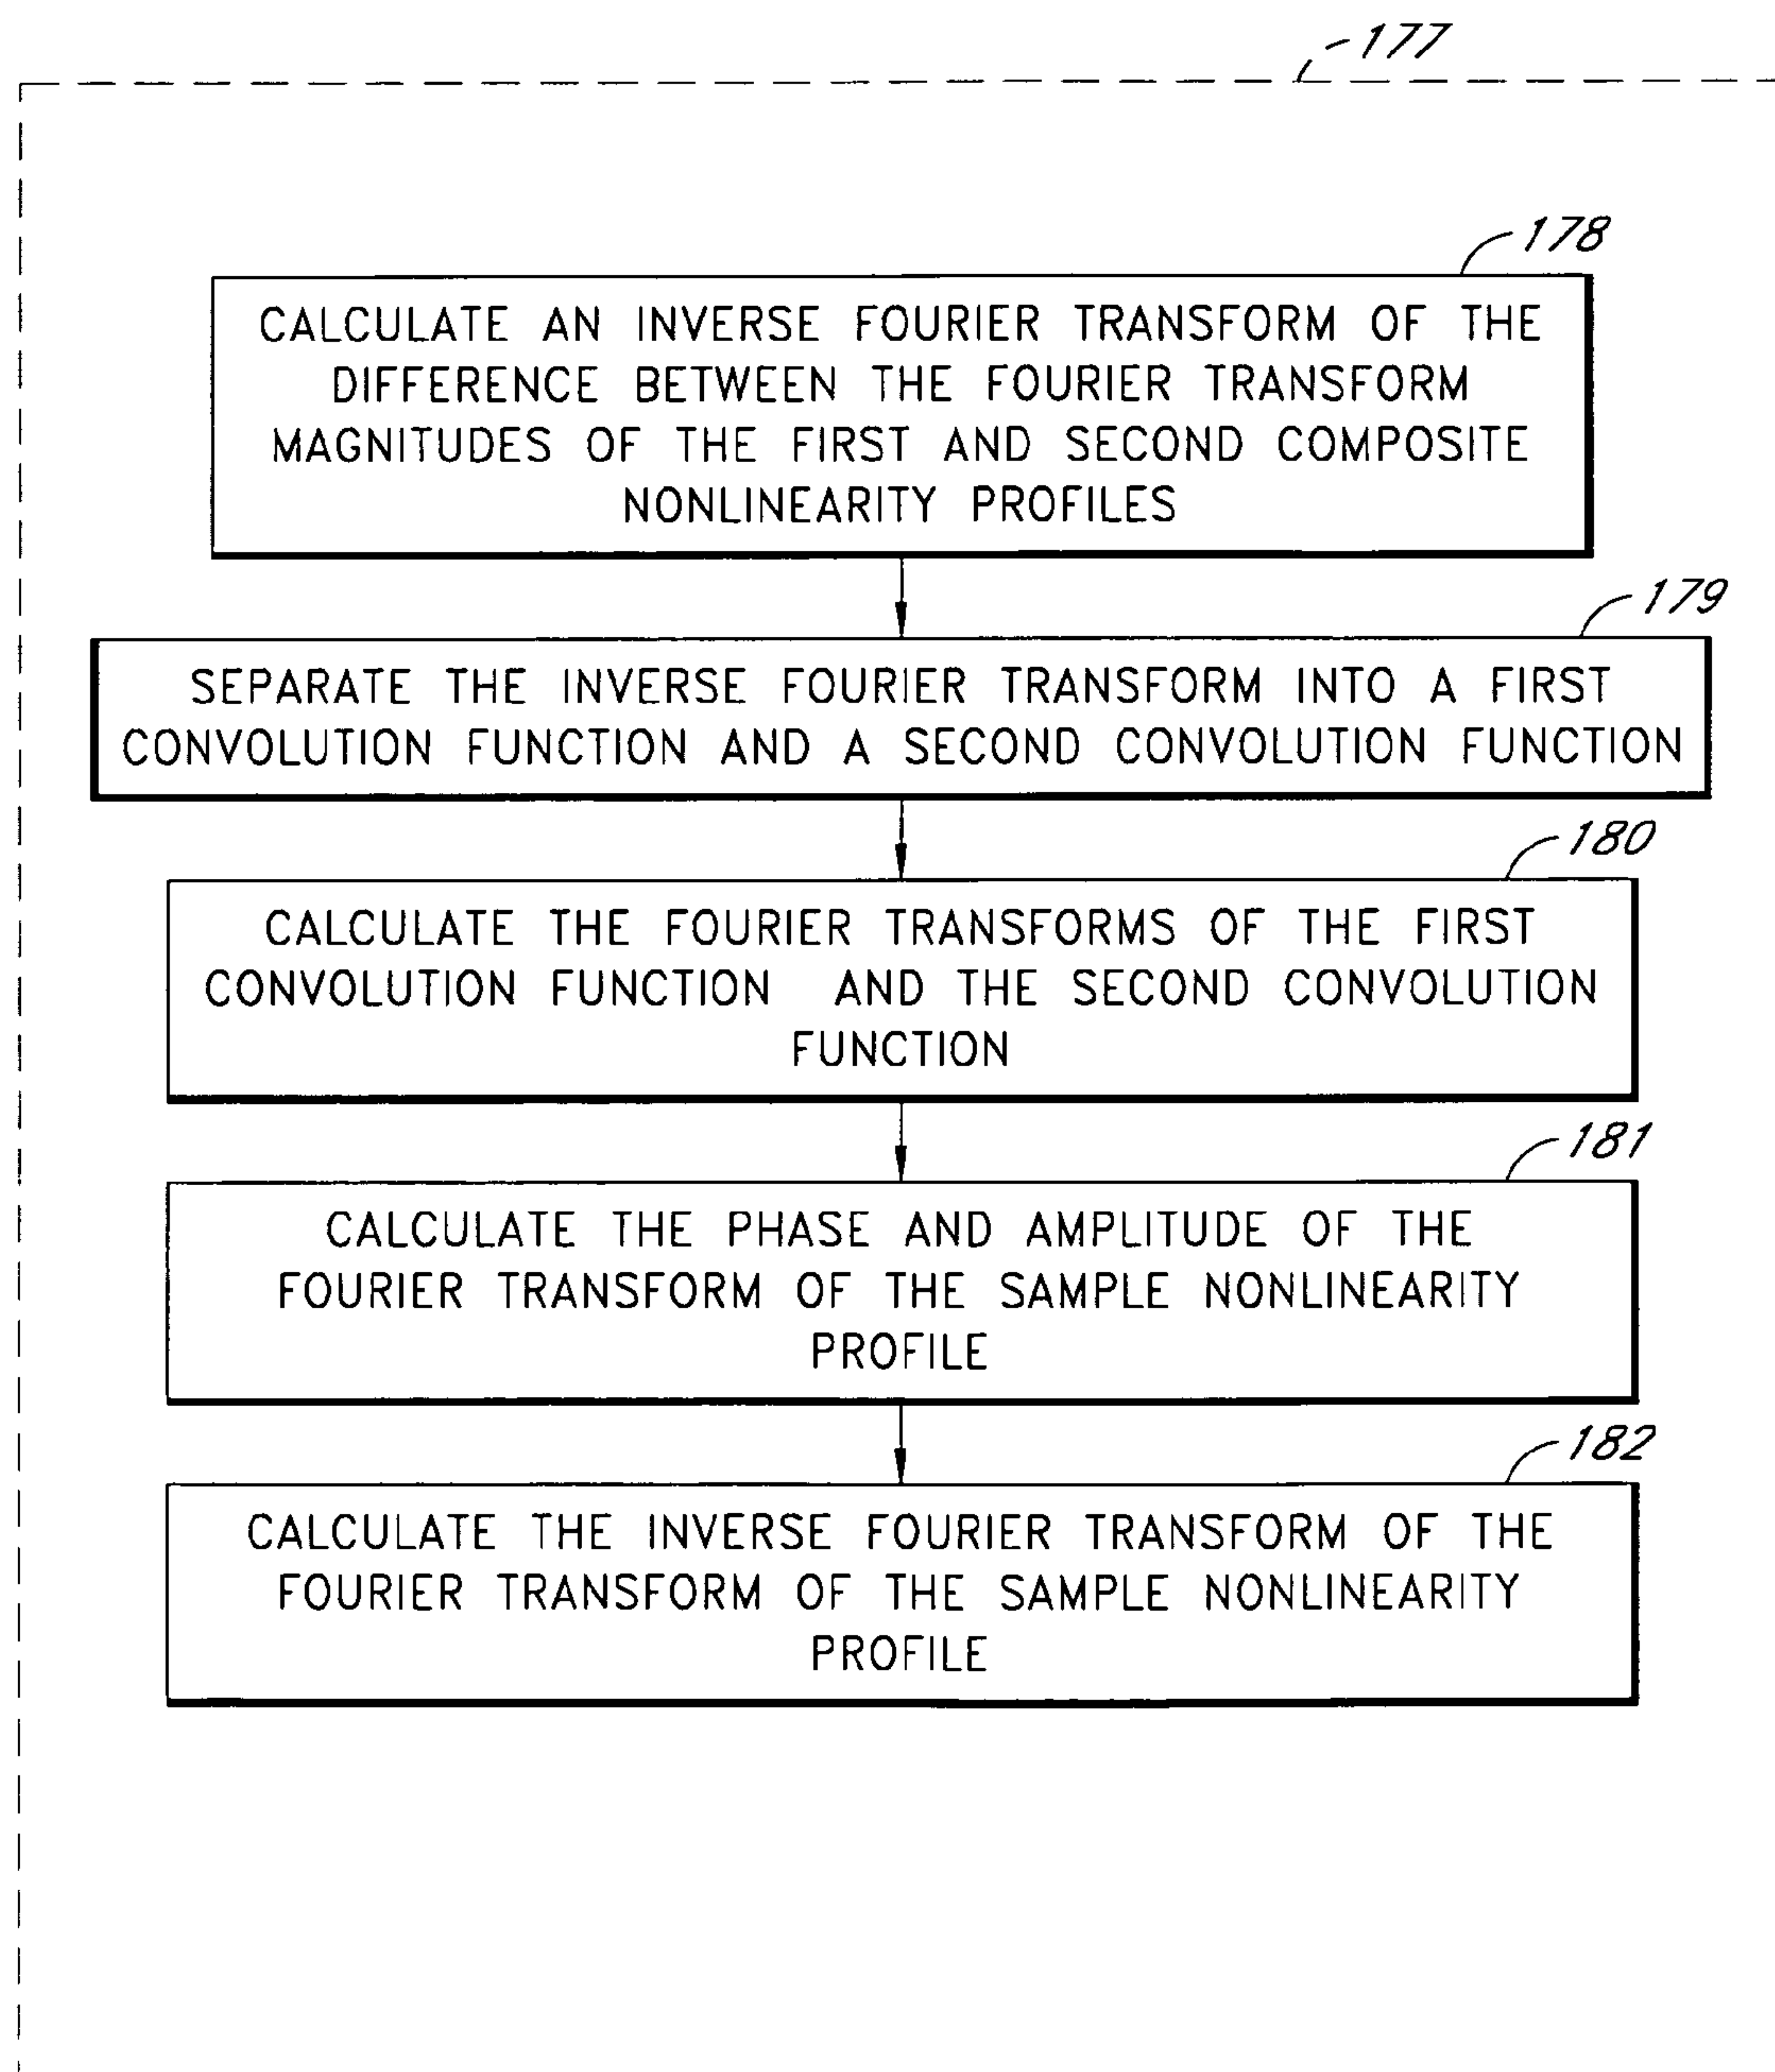 177
178
CALCULATE AN INVERSE FOURIER TRANSFORM OF THE
DIFFERENCE BETWEEN THE FOURIER TRANSFORM
MAGNITUDES OF THE FIRST AND SECOND COMPOSITE
NONLINEARITY PROFILES
179
SEPARATE THE INVERSE FOURIER TRANSFORM INTO A FIRST
CONVOLUTION FUNCTION AND A SECOND CONVOLUTION FUNCTION
180
CALCULATE THE FOURIER TRANSFORMS OF THE FIRST
CONVOLUTION FUNCTION AND THE SECOND CONVOLUTION
FUNCTION
181
CALCULATE THE PHASE AND AMPLITUDE OF THE
FOURIER TRANSFORM OF THE SAMPLE NONLINEARITY
PROFILE
182
CALCULATE THE INVERSE FOURIER TRANSFORM OF THE
FOURIER TRANSFORM OF THE SAMPLE NONLINEARITY
PROFILE